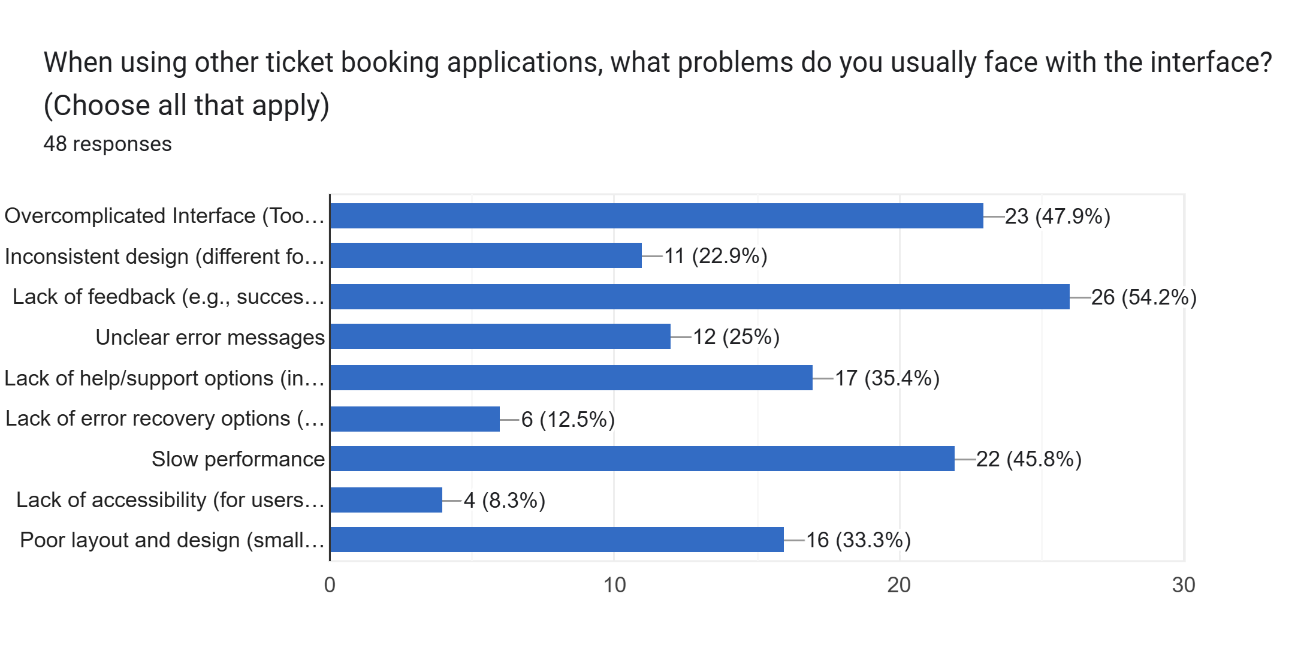 When using other ticket booking applications, what problems do you usually face with the interface?
(Choose all that apply)
48 responses
Overcomplicated Interface (Too… 23 (47.9%)
Inconsistent design (different fo… 11 (22.9%)
Lack of feedback (e.g., succes… 26 (54.2%)
Unclear error messages 12 (25%)
Lack of help/support options (in… 17 (35.4%)
Lack of error recovery options (… 6 (12.5%)
Slow performance 22 (45.8%)
Lack of accessibility (for users… 4 (8.3%)
Poor layout and design (small… 16 (33.3%)
0 10 20 30